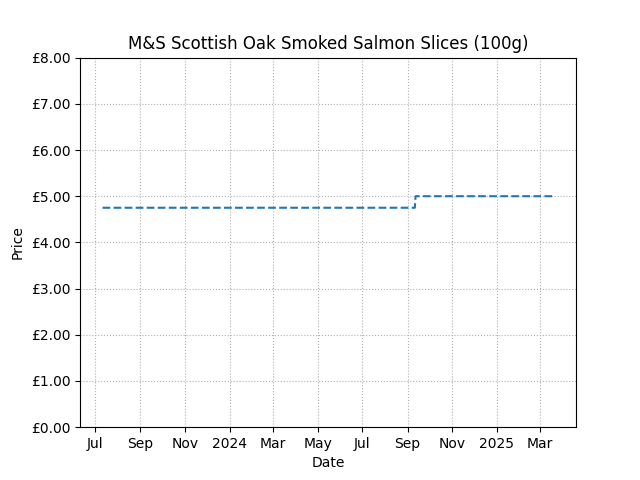 M&S Scottish Oak Smoked Salmon Slices (100g)
£8.00
£7.00
£6.00
£5.00
£4.00
£3.00
£2.00
£1.00
£0.00
Price
Jul Sep Nov 2024 Mar May Jul Sep Nov 2025 Mar
Date